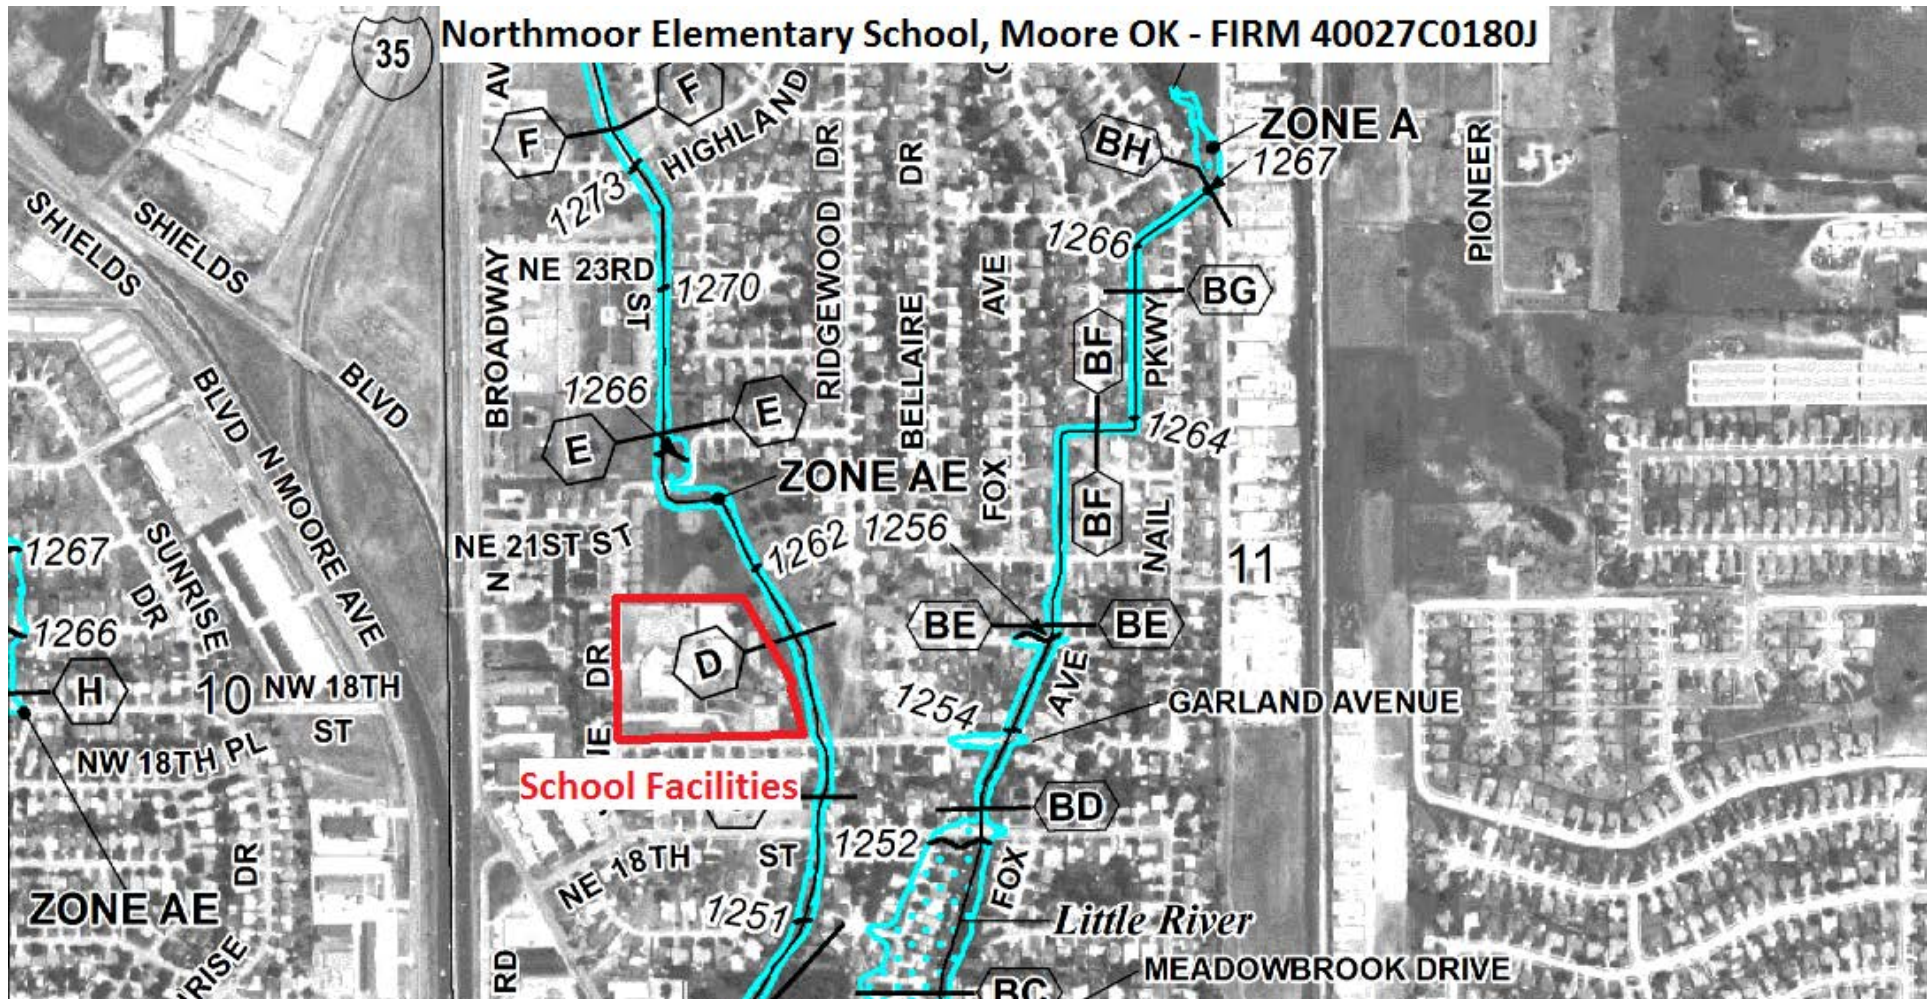 Northmoor Elementary School, Moore OK - FIRM 40027C0180J
35
F
F
HIGHLAND
AV
1273
SHIELDS
SHIELDS
BLVD
BLVD
N MOORE AVE
BROADWAY
NE 23RD
ST
1270
RIDGEWOOD DR
BELLAIRE
DR
FOX
AVE
BH
ZONE A
1267
1266
BG
BF
BF
PKWY
NAIL
1264
PIONEER
1266
E
E
ZONE AE
1262
1256
NE 21ST ST
N
11
1267
1266
H
10
SUNRISE
DR
NW 18TH
ST
NW 18TH PL
DR
ZONE AE
D
IE DR
BE
BE
1254
AVE
GARLAND AVENUE
School Facilities
BD
1252
NE 18TH
ST
1251
FOX
Little River
MEADOWBROOK DRIVE
BC
RD
RISE